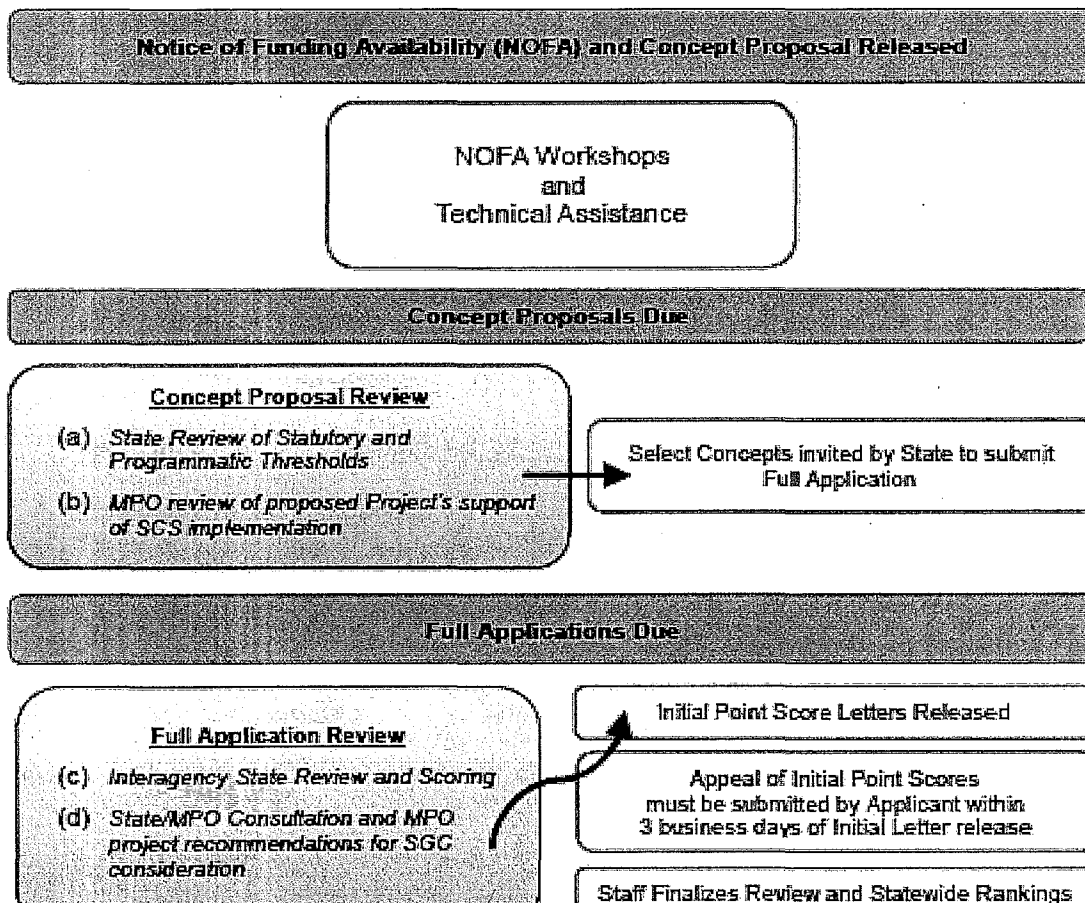 Notice of Funding Availability (NOFA) and Concept Proposal Released
NOFA Workshops
and
Technical Assistance
Concept Proposals Due
Concept Proposal Review
(a) State Review of Statutory and
Programmatic Thresholds
(b) MPO review of proposed Project's support
of SCS implementation
Select Concepts invited by State to submit
Full Application
Full Applications Due
Full Application Review
(c) Interagency State Review and Scoring
(d) State/MPO Consultation and MPO
project recommendations for SGC
consideration
Initial Point Score Letters Released
Appeal of Initial Point Scores
must be submitted by Applicant within
3 business days of Initial Letter release
Staff Finalizes Review and Statewide Rankings